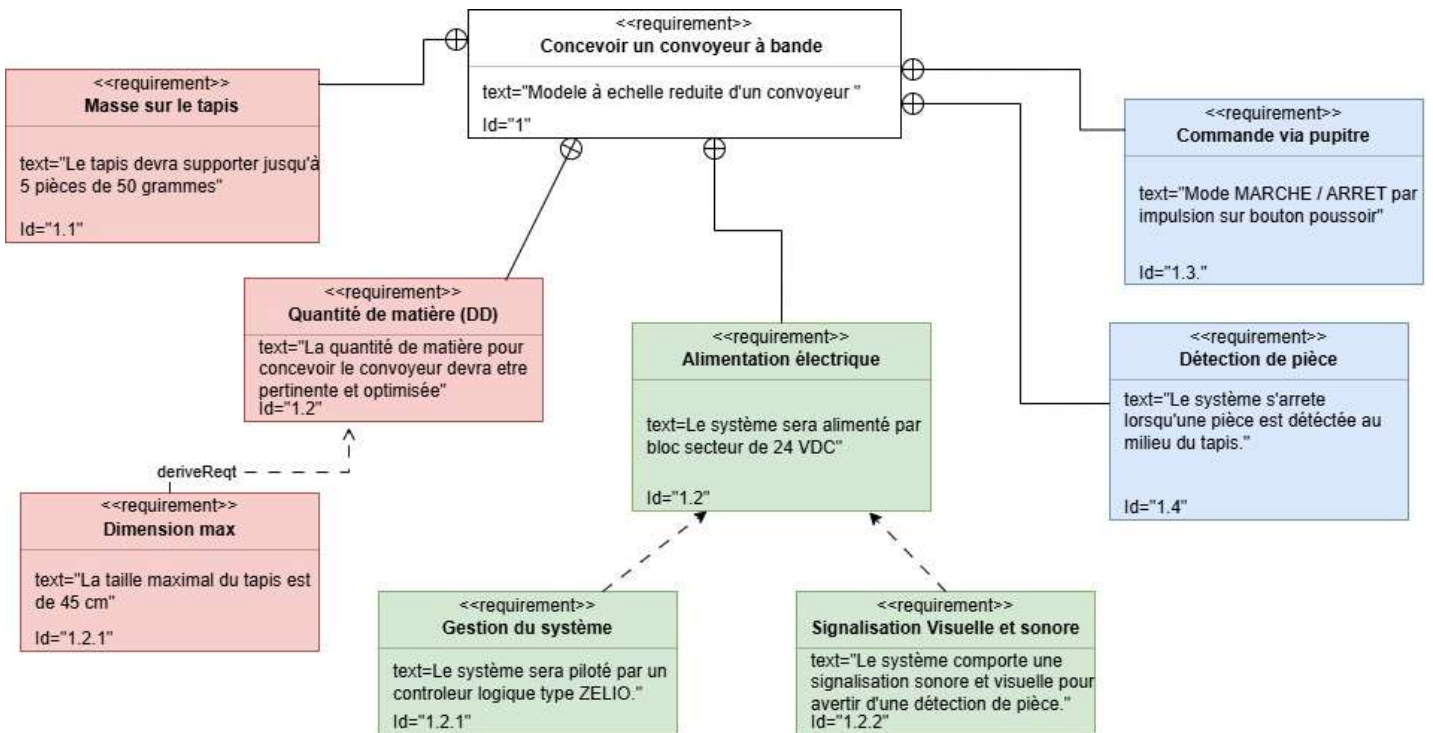 <<requirement>>
Concevoir un convoyeur à bande
text="Modele à echelle reduite d'un convoyeur "
Id="1"
<<requirement>>
Masse sur le tapis
text="Le tapis devra supporter jusqu'à
5 pièces de 50 grammes"
Id="1.1"
<<requirement>>
Commande via pupitre
text="Mode MARCHE / ARRET par
impulsion sur bouton poussoir"
Id="1.3."
<<requirement>>
Quantité de matière (DD)
text="La quantité de matière pour
concevoir le convoyeur devra etre
pertinente et optimisée"
Id="1.2"
<<requirement>>
Alimentation électrique
text=Le système sera alimenté par
bloc secteur de 24 VDC"
Id="1.2"
<<requirement>>
Détection de pièce
text="Le système s'arrete
lorsqu'une pièce est détéctée au
milieu du tapis."
Id="1.4"
deriveReqt
<<requirement>>
Dimension max
text="La taille maximal du tapis est
de 45 cm"
Id="1.2.1"
<<requirement>>
Gestion du système
text=Le système sera piloté par un
controleur logique type ZELIO."
Id="1.2.1"
<<requirement>>
Signalisation Visuelle et sonore
text="Le système comporte une
signalisation sonore et visuelle pour
avertir d'une détection de pièce."
Id="1.2.2"